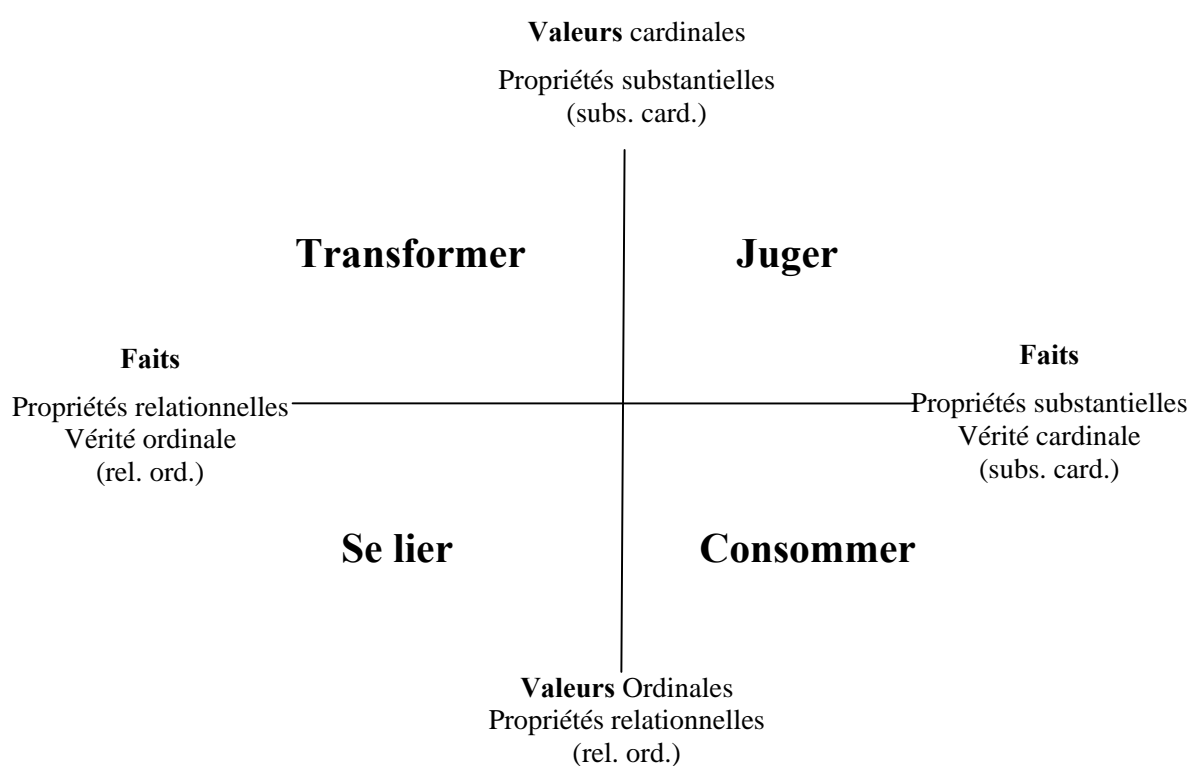 Valeurs cardinales
Propriétés substantielles
(subs. card.)
Transformer
Juger
Faits
Propriétés relationnelles
Vérité ordinale
(rel. ord.)
Faits
Propriétés substantielles
Vérité cardinale
(subs. card.)
Se lier
Consommer
Valeurs Ordinales
Propriétés relationnelles
(rel. ord.)